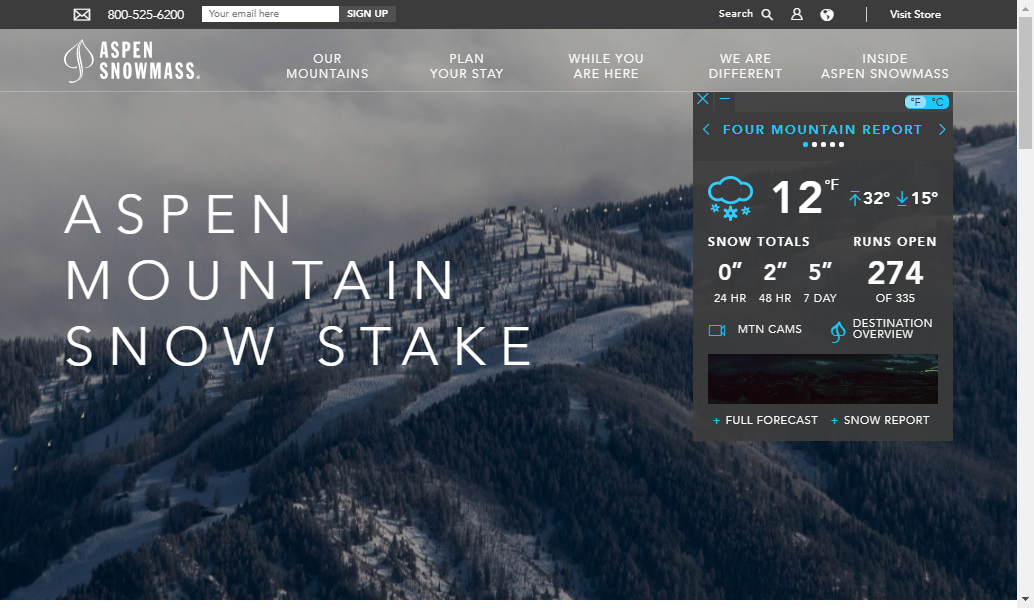 800-525-6200
Your email here
SIGN UP
Search
Visit Store
ASPEN
SNOWMASS®
OUR
MOUNTAINS
PLAN
YOUR STAY
WHILE YOU
ARE HERE
WE ARE
DIFFERENT
INSIDE
ASPEN SNOWMASS
°F °C
FOUR MOUNTAIN REPORT
12°F
32° 15°
SNOW TOTALS
0” 2” 5”
24 HR 48 HR 7 DAY
RUNS OPEN
274
OF 335
MTN CAMS
DESTINATION
OVERVIEW
+ FULL FORECAST + SNOW REPORT
ASPEN
MOUNTAIN
SNOW STAKE